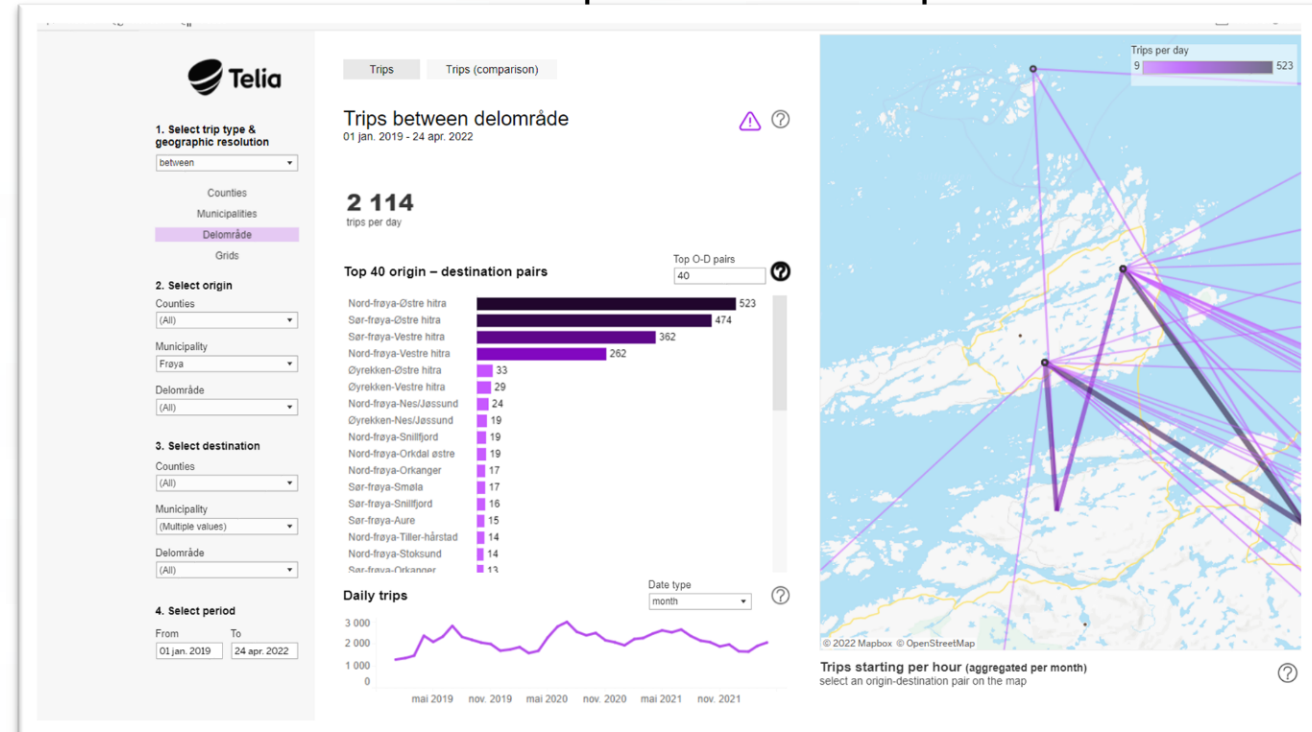 Telia
1. Select trip type &
geographic resolution
between
Counties
Municipalities
Delområde
Grids
2. Select origin
Counties
(All)
Municipality
Frøya
Delområde
(All)
3. Select destination
Counties
(All)
Municipality
(Multiple values)
Delområde
(All)
4. Select period
From To
01 jan. 2019 24 apr. 2022
Trips Trips (comparison)
Trips between delområde
01 jan. 2019 - 24 apr. 2022
2 114
trips per day
Top O-D pairs
Top 40 origin – destination pairs 40
Nord-frøya-Østre hitra 523
Sør-frøya-Østre hitra 474
Sør-frøya-Vestre hitra 362
Nord-frøya-Vestre hitra 262
Øyrekken-Østre hitra 33
Øyrekken-Vestre hitra 29
Nord-frøya-Nes/Jøssund 24
Øyrekken-Nes/Jøssund 19
Nord-frøya-Snillfjord 19
Nord-frøya-Orkdal østre 19
Nord-frøya-Orkanger 17
Sør-frøya-Smøla 17
Sør-frøya-Snillfjord 16
Sør-frøya-Aure 15
Nord-frøya-Tiller-hårstad 14
Nord-frøya-Stoksund 14
Sør-frøya-Orkanger 13
Date type
Daily trips month
3 000
2 000
1 000
0
mai 2019 nov. 2019 mai 2020 nov. 2020 mai 2021 nov. 2021
Trips per day
9 523
© 2022 Mapbox © OpenStreetMap
Trips starting per hour (aggregated per month)
select an origin-destination pair on the map